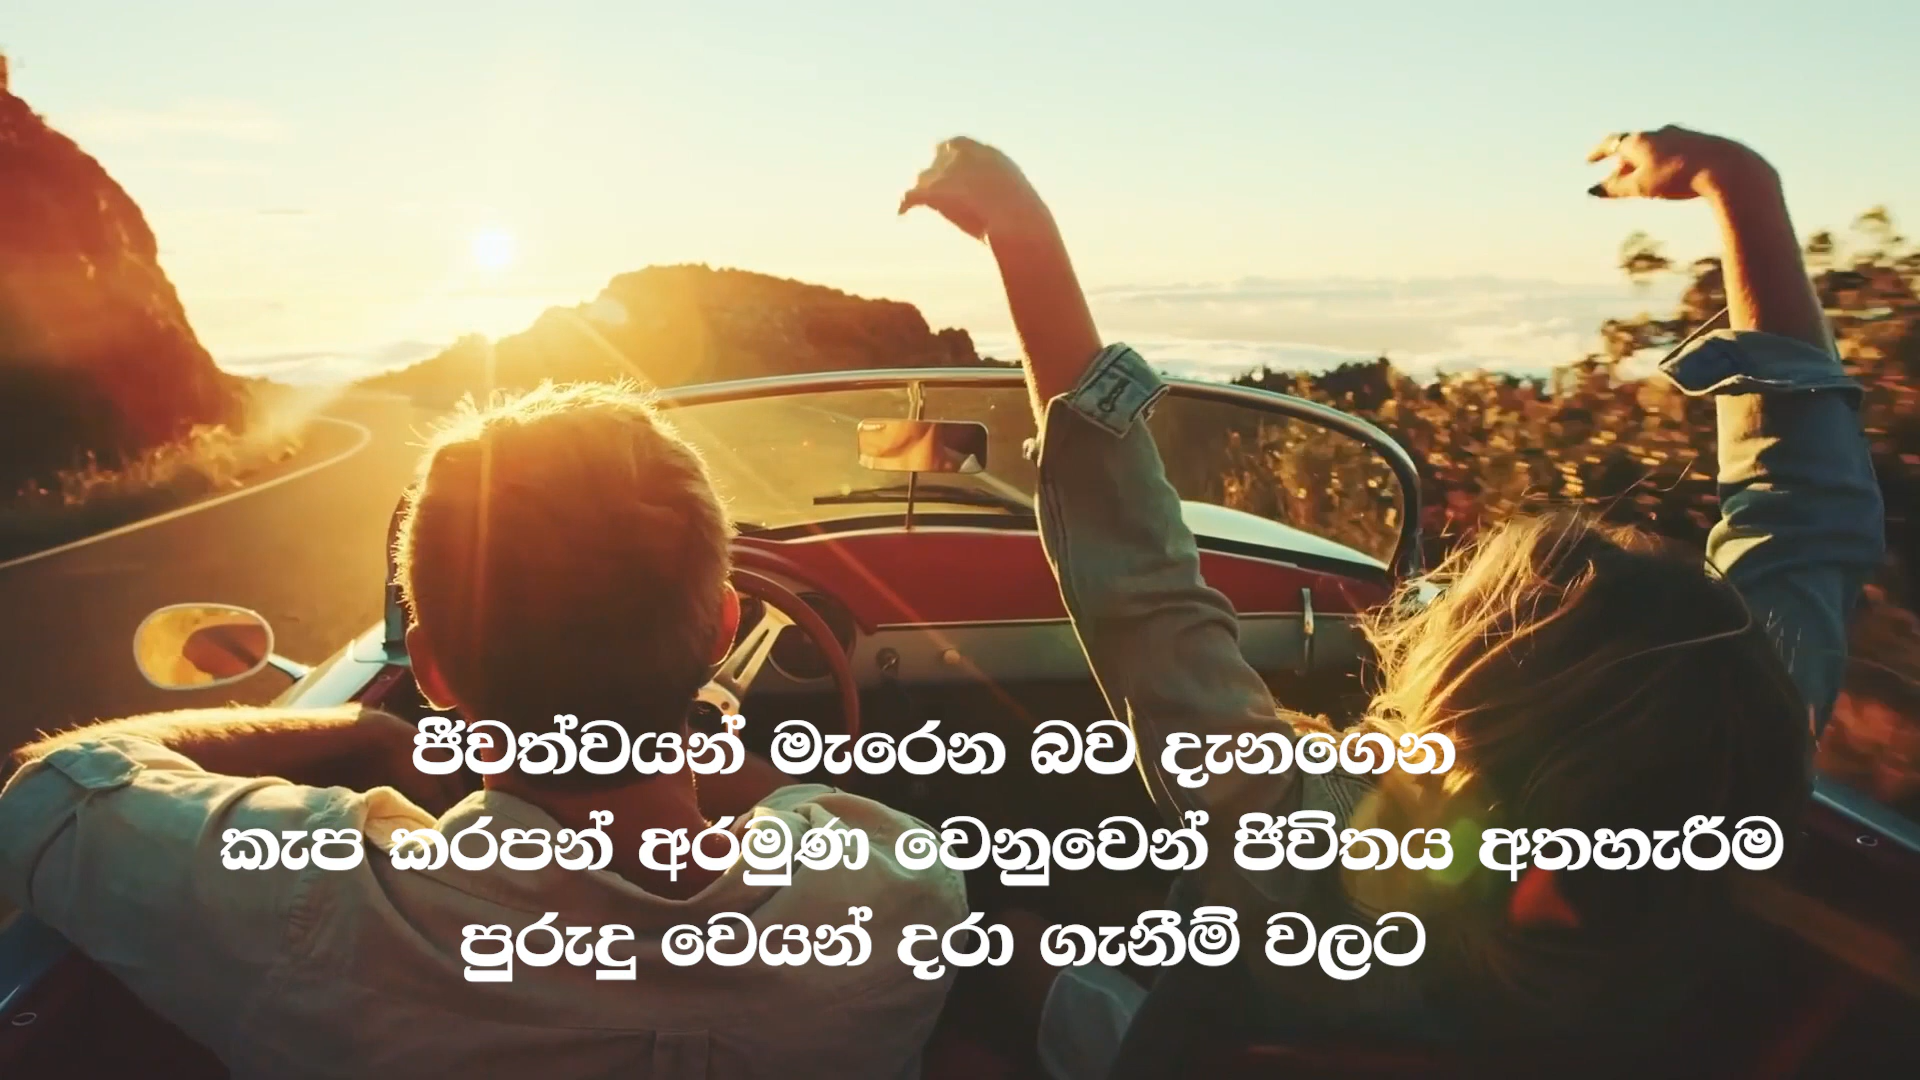 ජීවත්වයන් මැරෙන බව දැනගෙන
කැප කරපන් අරමුණ වෙනුවෙන් ජීවිතය අතහැරීම
පුරුදු වෙයන් දරා ගැනීම් වලට